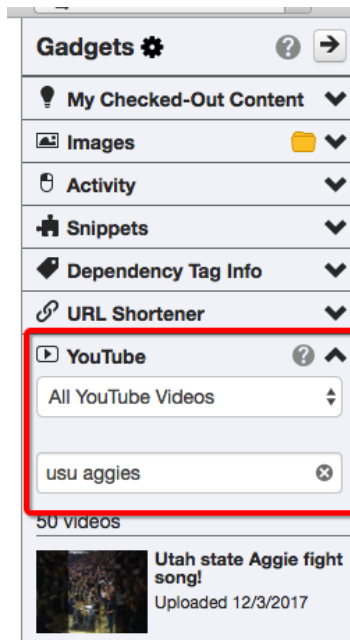 Gadgets
My Checked-Out Content
Images
Activity
Snippets
Dependency Tag Info
URL Shortener
YouTube
All YouTube Videos
usu aggies
50 videos
Utah state Aggie fight
song!
Uploaded 12/3/2017